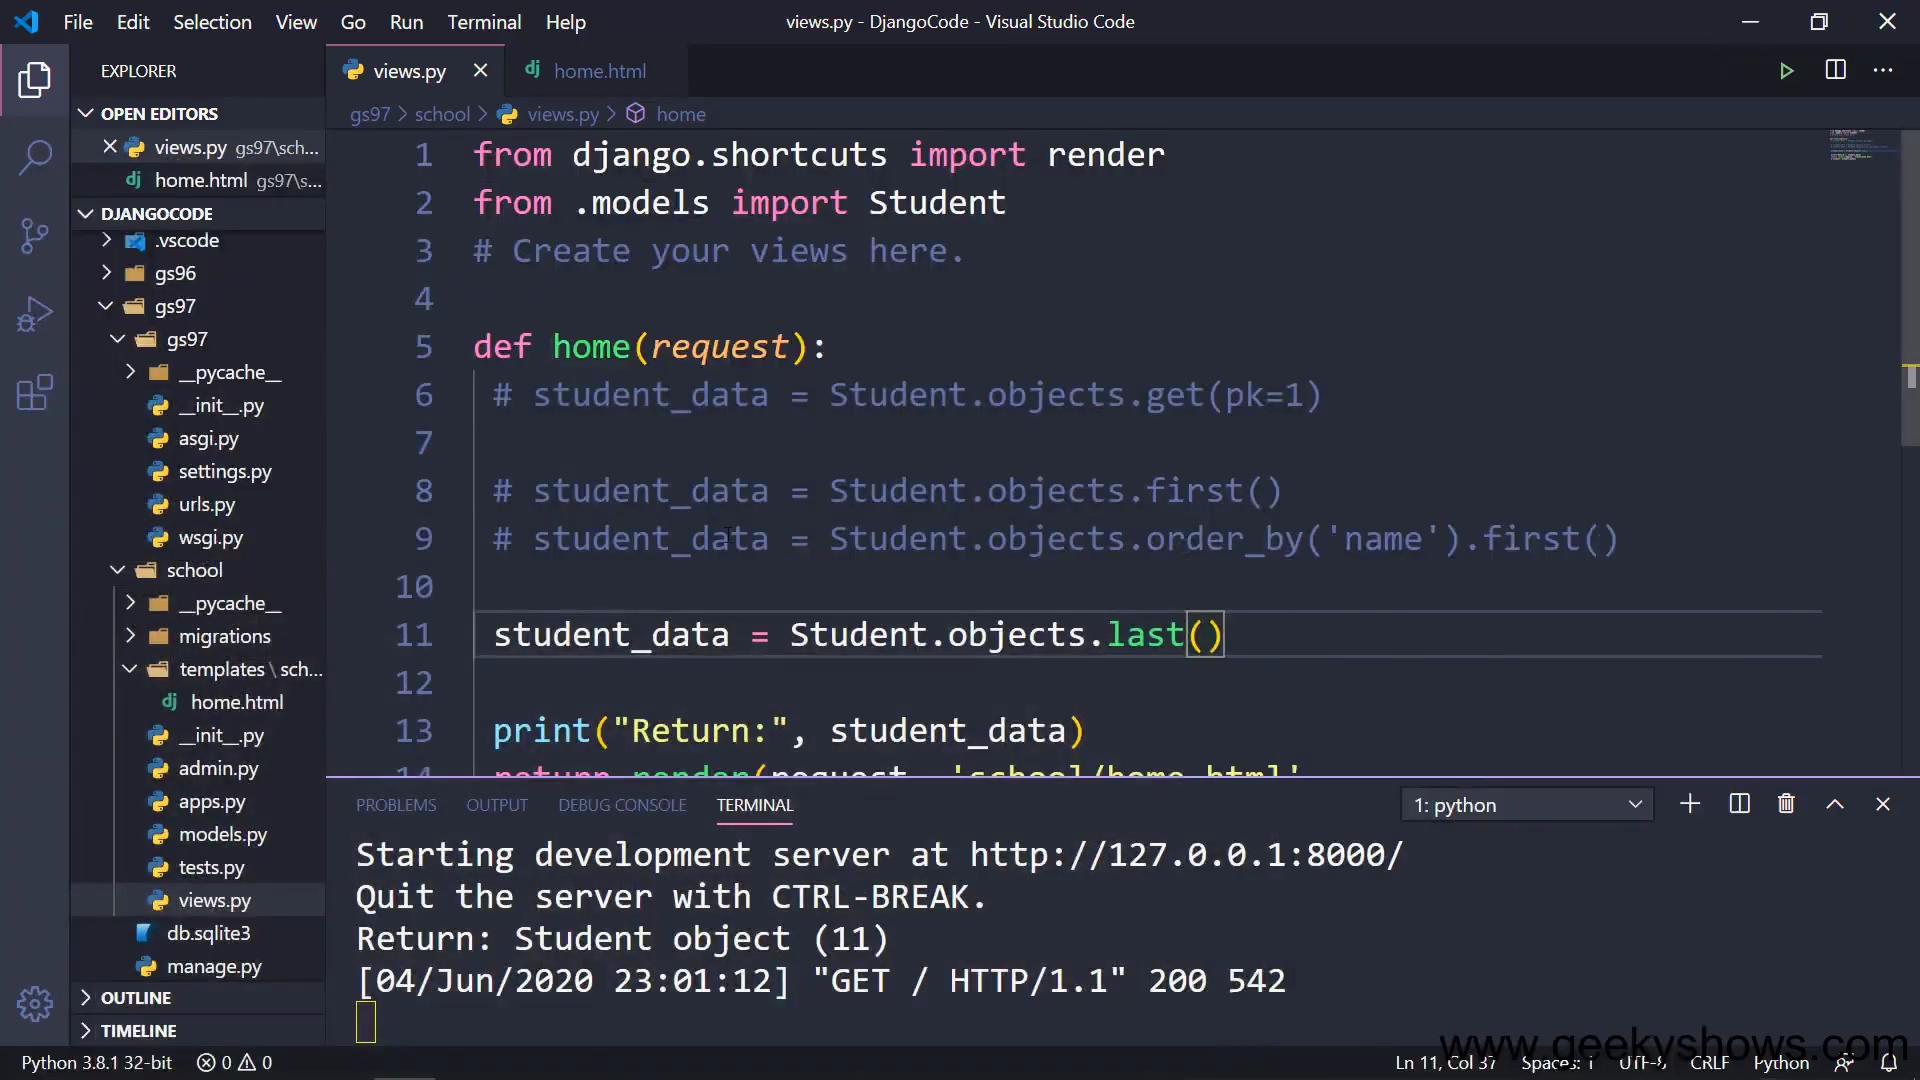 File Edit Selection View Go Run Terminal Help
views.py - DjangoCode - Visual Studio Code
EXPLORER
views.py
home.html
OPEN EDITORS
views.py gs97\sch...
home.html gs97\s...
DJANGOCODE
.vscode
gs96
gs97
gs97
__pycache__
__init__.py
asgi.py
settings.py
urls.py
wsgi.py
school
__pycache__
migrations
templates \ sch...
home.html
__init__.py
admin.py
apps.py
models.py
tests.py
views.py
db.sqlite3
manage.py
OUTLINE
TIMELINE
gs97 > school > views.py > home
1 from django.shortcuts import render
2 from .models import Student
3 # Create your views here.
4
5 def home(request):
6 # student_data = Student.objects.get(pk=1)
7
8 # student_data = Student.objects.first()
9 # student_data = Student.objects.order_by('name').first()
10
11 student_data = Student.objects.last()
12
13 print("Return:", student_data)
14 return render(request, 'school/home.html',
PROBLEMS OUTPUT DEBUG CONSOLE TERMINAL
1: python
Starting development server at http://127.0.0.1:8000/
Quit the server with CTRL-BREAK.
Return: Student object (11)
[04/Jun/2020 23:01:12] "GET / HTTP/1.1" 200 542
www.geekyshows.com
Python 3.8.1 32-bit 0 0
Ln 11, Col 37 Spaces: 1 UTF-8 CRLF Python